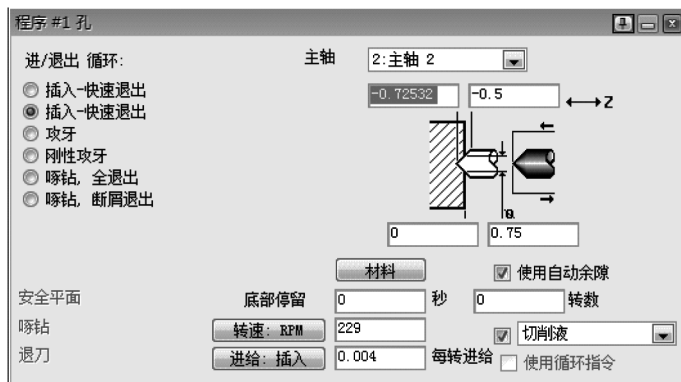 程序 #1 孔
进/退出 循环:
主轴
2:主轴 2
插入-快速退出
插入-快速退出
攻牙
刚性攻牙
啄钻, 全退出
啄钻, 断屑退出
-0.72532
-0.5
Z
0
0.75
材料
使用自动余隙
安全平面
底部停留
0
秒
0
转数
啄钻
转速: RPM
229
切削液
退刀
进给: 插入
0.004
每转进给
使用循环指令